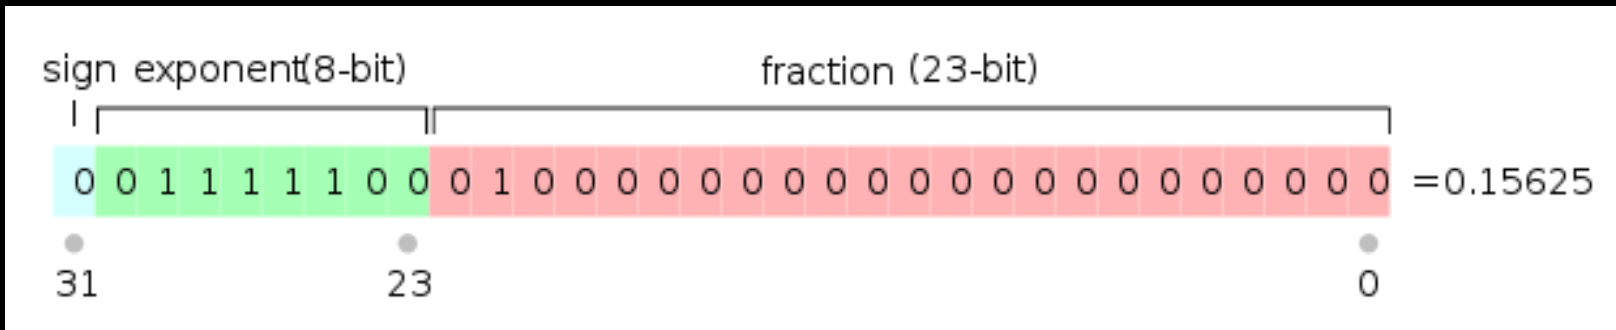 sign exponent(8-bit) fraction (23-bit)
0 0 1 1 1 1 1 0 0 0 1 0 0 0 0 0 0 0 0 0 0 0 0 0 0 0 0 0 0 0 0 0 =0.15625
31 23 0